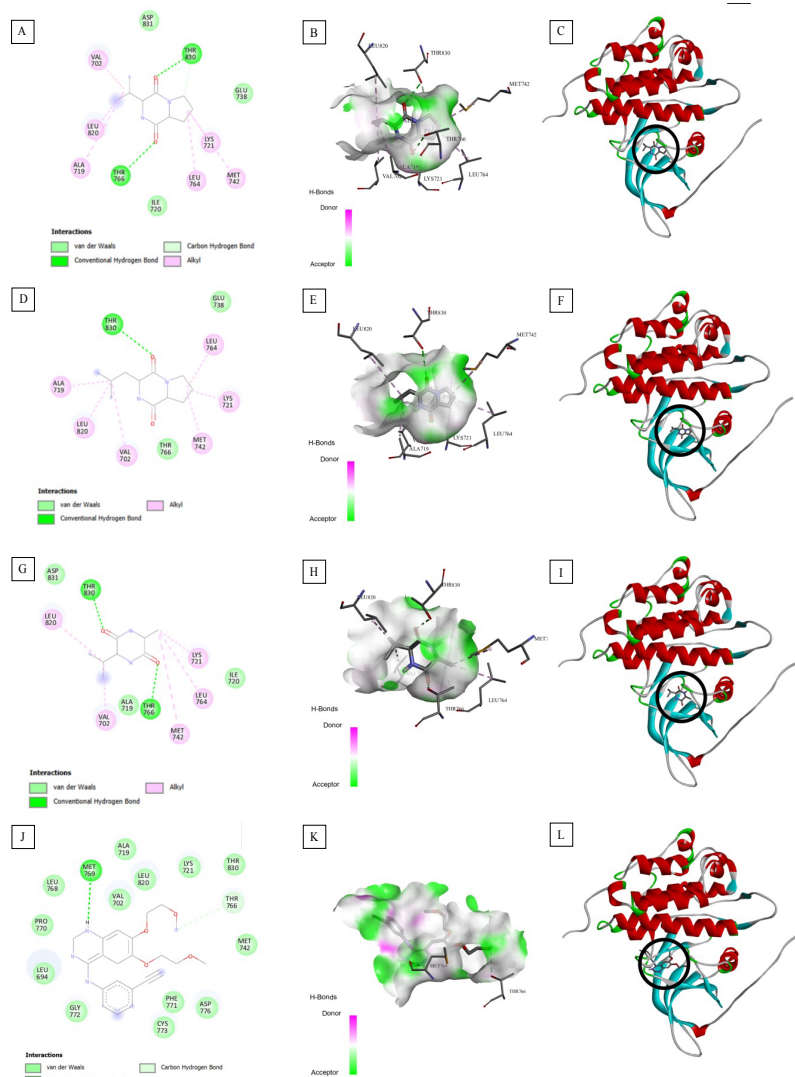 A
ASP
831
THR
830
VAL
702
GLU
738
LEU
820
LYS
721
ALA
719
THR
766
LEU
764
MET
742
ILE
720
Interactions
van der Waals
Carbon Hydrogen Bond
Conventional Hydrogen Bond
Alkyl
B
LEU820
THR830
MET742
THR766
ALA719
LYS721
LEU764
H-Bonds
Donor
Acceptor
C
D
GLU
738
THR
830
LEU
764
ALA
719
LYS
721
LEU
820
VAL
702
THR
766
MET
742
Interactions
van der Waals
Alkyl
Conventional Hydrogen Bond
E
LEU820
THR830
MET742
ALA719
LYS721
LEU764
H-Bonds
Donor
Acceptor
F
G
ASP
831
THR
830
LEU
820
LYS
721
ILE
720
LEU
764
ALA
719
THR
766
VAL
702
MET
742
Interactions
van der Waals
Alkyl
Conventional Hydrogen Bond
H
LEU820
THR830
MET7
LEU764
THR766
H-Bonds
Donor
Acceptor
I
J
ALA
719
MET
769
LYS
721
THR
830
LEU
820
LEU
768
VAL
702
THR
766
PRO
770
MET
742
LEU
694
PHE
771
ASP
776
GLY
772
CYS
773
Interactions
van der Waals
Carbon Hydrogen Bond
K
H-Bonds
Donor
Acceptor
L